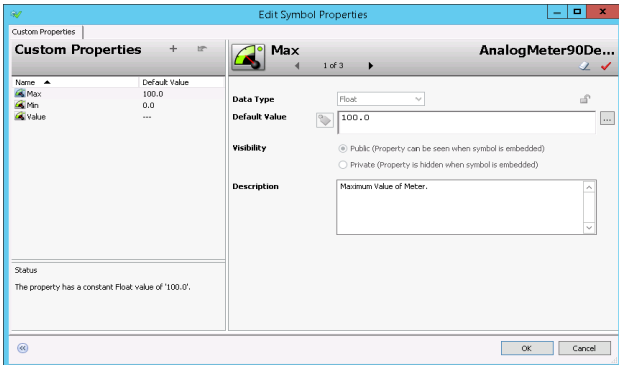 Edit Symbol Properties
Custom Properties
Custom Properties
Name Default Value
Max 100.0
Min 0.0
Value ---
Status
The property has a constant Float value of '100.0'.
Max
AnalogMeter90De...
1 of 3
Data Type Float
Default Value 100.0
...
Visibility Public (Property can be seen when symbol is embedded)
Private (Property is hidden when symbol is embedded)
Description Maximum Value of Meter.
OK Cancel